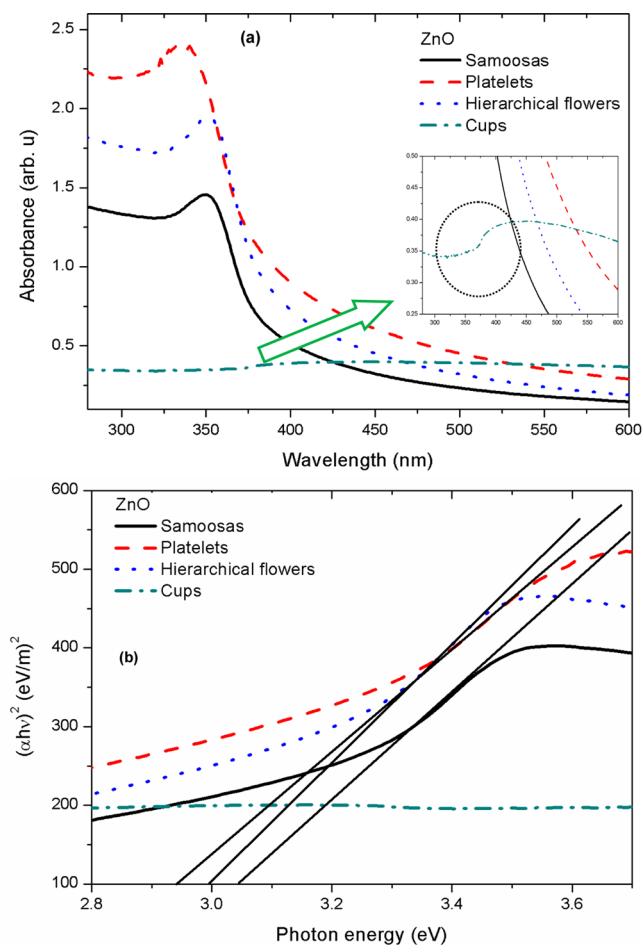 (a)
ZnO
Samoosas
Platelets
Hierarchical flowers
Cups
2.5
2.0
1.5
1.0
0.5
Absorbance (arb. u)
0.50
0.45
0.40
0.35
0.30
0.25
300 350 400 450 500 550 600
300 350 400 450 500 550 600
Wavelength (nm)
ZnO
Samoosas
Platelets
Hierarchical flowers
Cups
(b)
600
500
400
300
200
100
(αhν)² (eV/m)²
2.8 3.0 3.2 3.4 3.6
Photon energy (eV)